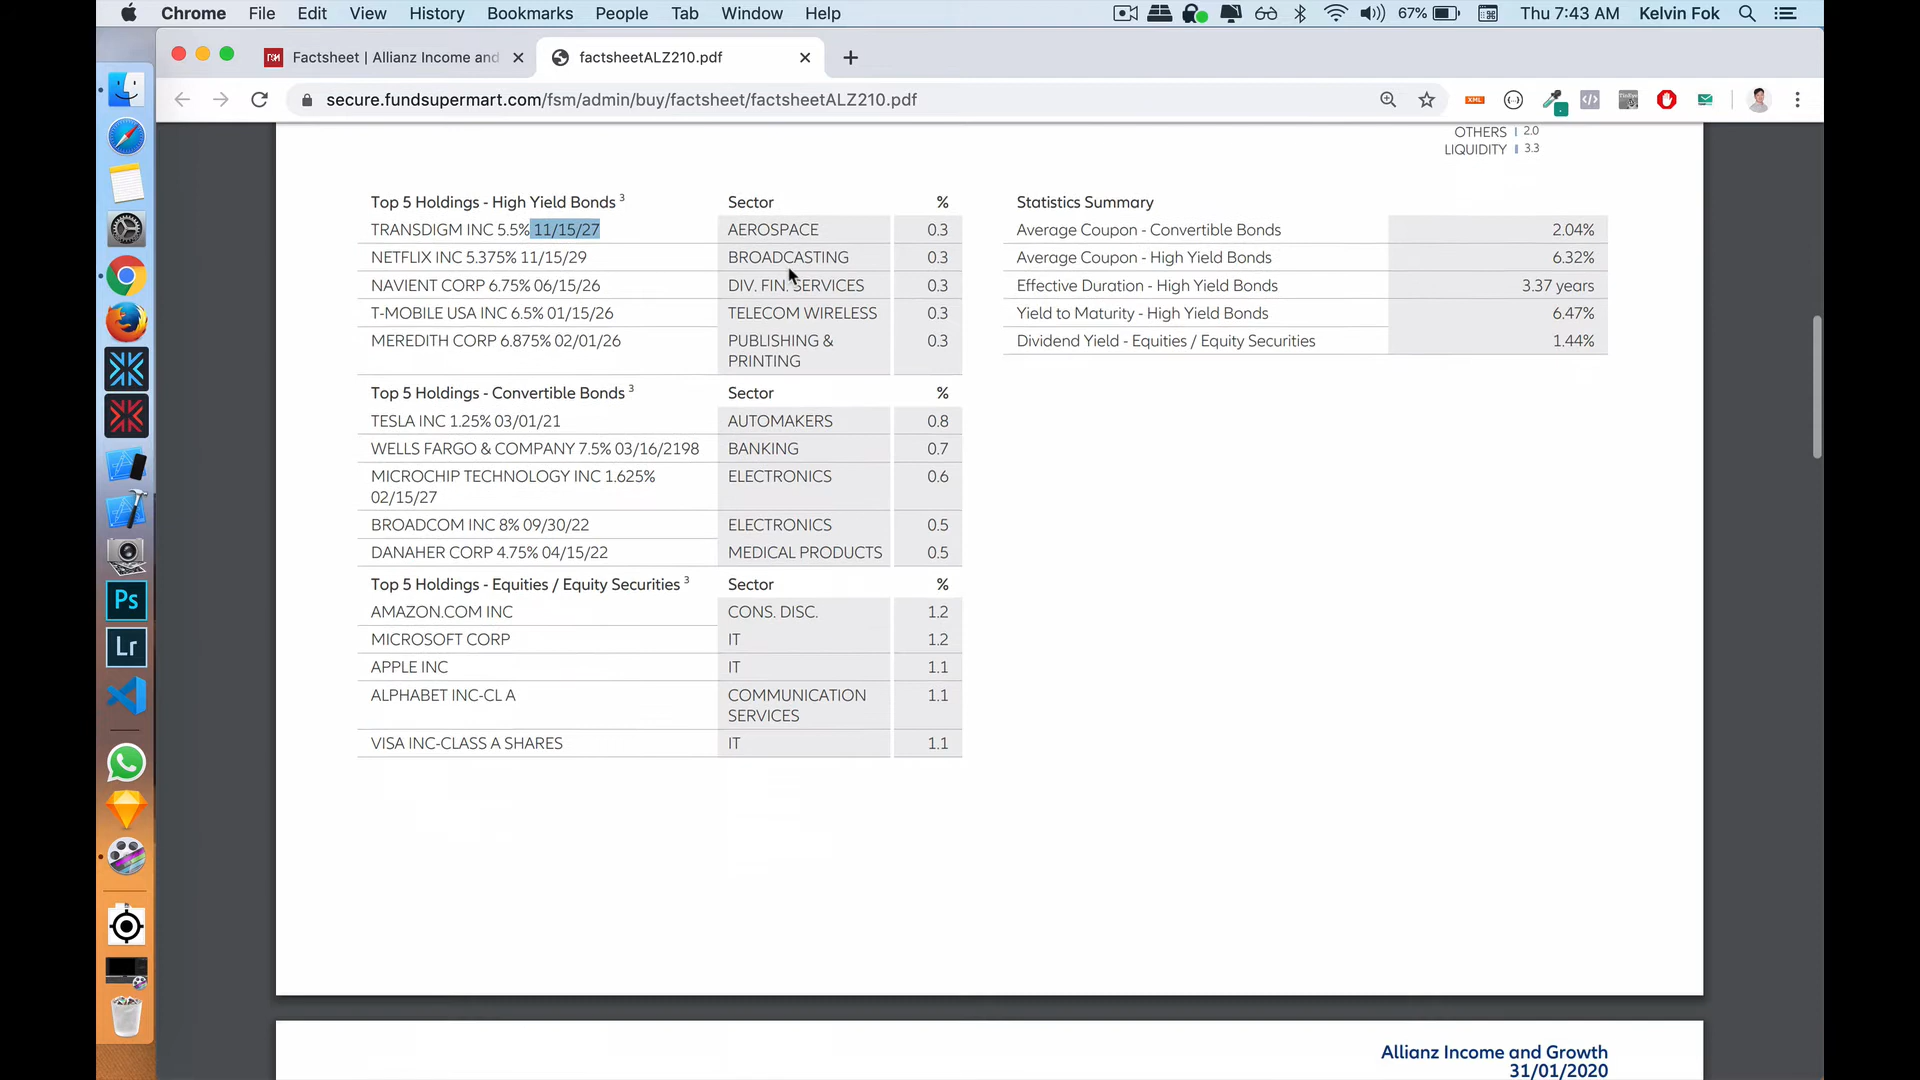 Chrome File Edit View History Bookmarks People Tab Window Help 67% Thu 7:43 AM Kelvin Fok
Factsheet | Allianz Income and
factsheetALZ210.pdf
secure.fundsupermart.com/fsm/admin/buy/factsheet/factsheetALZ210.pdf
XML
OTHERS 2.0
LIQUIDITY 3.3
Top 5 Holdings - High Yield Bonds 3 Sector %
TRANSDIGM INC 5.5% 11/15/27 AEROSPACE 0.3
NETFLIX INC 5.375% 11/15/29 BROADCASTING 0.3
NAVIENT CORP 6.75% 06/15/26 DIV. FIN. SERVICES 0.3
T-MOBILE USA INC 6.5% 01/15/26 TELECOM WIRELESS 0.3
MEREDITH CORP 6.875% 02/01/26 PUBLISHING & 0.3
PRINTING
Statistics Summary
Average Coupon - Convertible Bonds 2.04%
Average Coupon - High Yield Bonds 6.32%
Effective Duration - High Yield Bonds 3.37 years
Yield to Maturity - High Yield Bonds 6.47%
Dividend Yield - Equities / Equity Securities 1.44%
Top 5 Holdings - Convertible Bonds 3 Sector %
TESLA INC 1.25% 03/01/21 AUTOMAKERS 0.8
WELLS FARGO & COMPANY 7.5% 03/16/2198 BANKING 0.7
MICROCHIP TECHNOLOGY INC 1.625% ELECTRONICS 0.6
02/15/27
BROADCOM INC 8% 09/30/22 ELECTRONICS 0.5
DANAHER CORP 4.75% 04/15/22 MEDICAL PRODUCTS 0.5
Top 5 Holdings - Equities / Equity Securities 3 Sector %
AMAZON.COM INC CONS. DISC. 1.2
MICROSOFT CORP IT 1.2
APPLE INC IT 1.1
ALPHABET INC-CL A COMMUNICATION 1.1
SERVICES
VISA INC-CLASS A SHARES IT 1.1
Ps
Lr
Allianz Income and Growth
31/01/2020